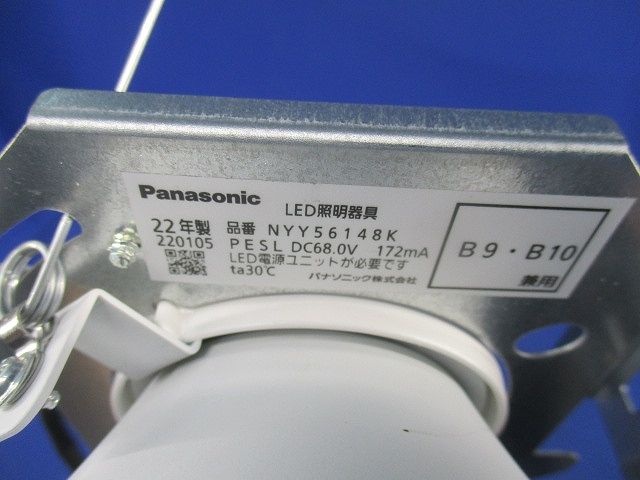 Panasonic
LED照明器具
22年製 品番 NYY56148K
220105 PESL DC68.0V 172mA
LED電源ユニットが必要です
ta30℃ パナソニック株式会社
B9・B10
兼用